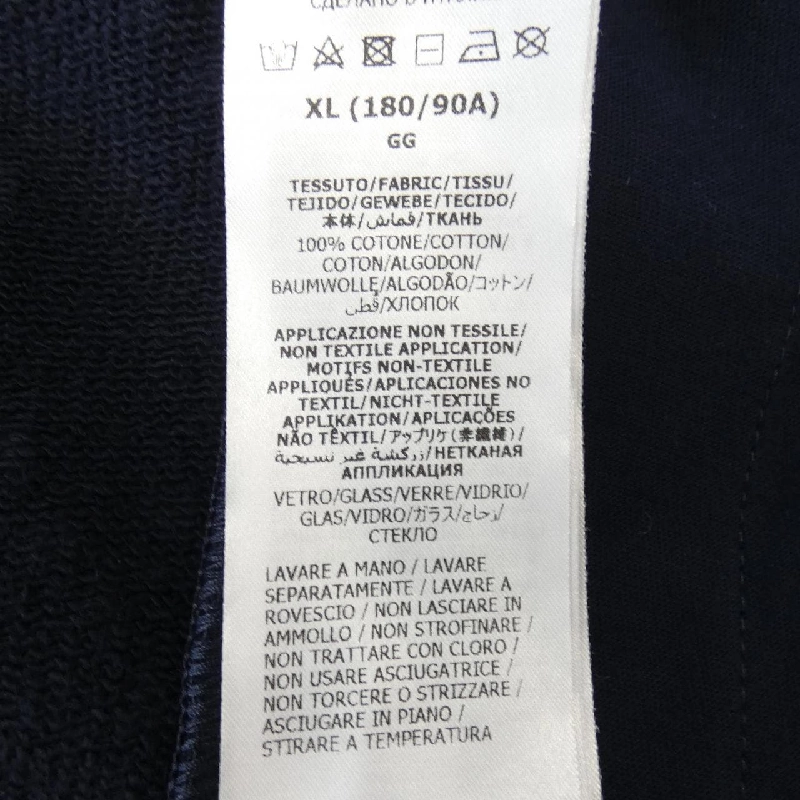 СДЕЛАНО В
XL (180/90A)
GG
TESSUTO/FABRIC/TISSU/
TEJIDO/GEWEBE/TECIDO/
本体/قماش/ТКАНЬ
100% COTONE/COTTON/
COTON/ALGODON/
BAUMWOLLE/ALGODÃO/コットン/
قطن/ХЛОПОК
APPLICAZIONE NON TESSILE/
NON TEXTILE APPLICATION/
MOTIFS NON-TEXTILE
APPLIQUÉS/APLICACIONES NO
TEXTIL/NICHT-TEXTILE
APPLIKATION/APLICAÇÕES
NÃO TÊXTIL/アップリケ(非繊維)/
زركشة غير نسيجية/НЕТКАНАЯ
АППЛИКАЦИЯ
VETRO/GLASS/VERRE/VIDRIO/
GLAS/VIDRO/ガラス/زجاج/
СТЕКЛО
LAVARE A MANO / LAVARE
SEPARATAMENTE / LAVARE A
ROVESCIO / NON LASCIARE IN
AMMOLLO / NON STROFINARE /
NON TRATTARE CON CLORO /
NON USARE ASCIUGATRICE /
NON TORCERE O STRIZZARE /
ASCIUGARE IN PIANO /
STIRARE A TEMPERATURA